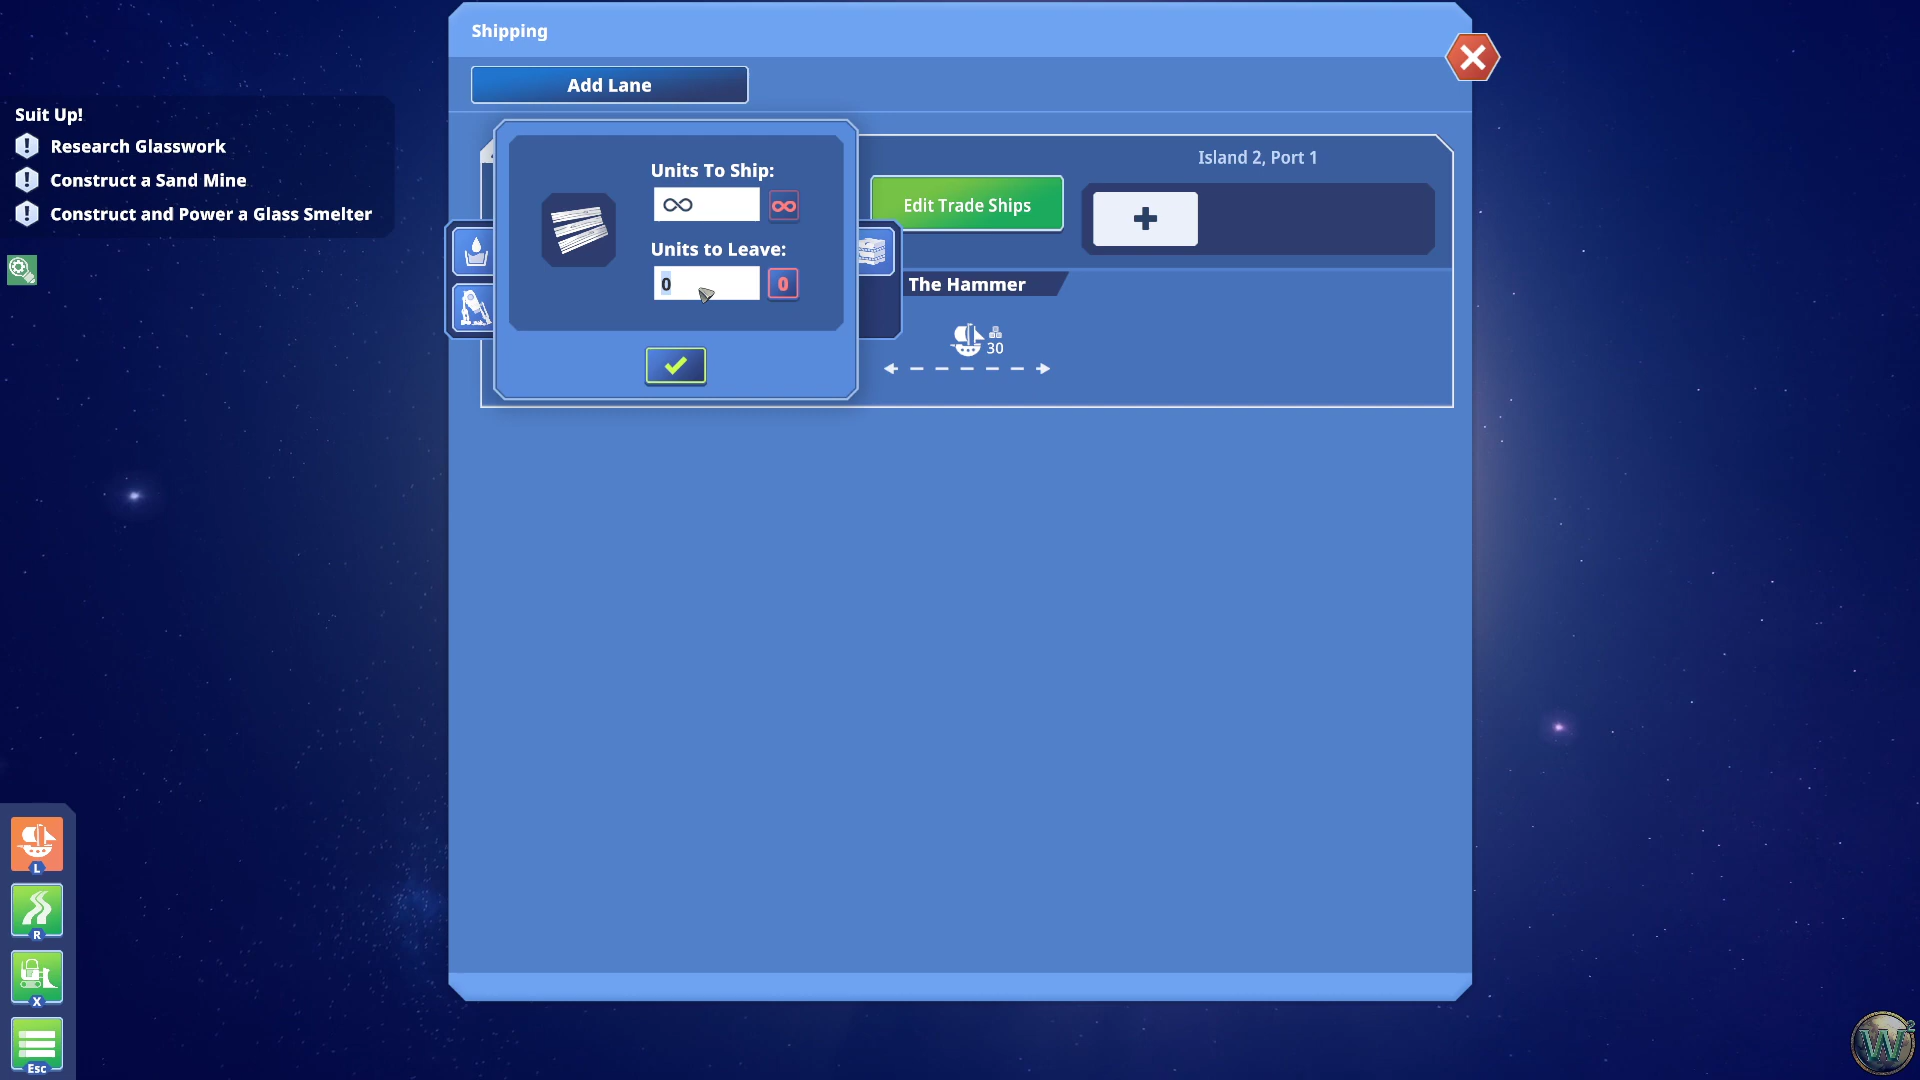 Shipping
Add Lane
Suit Up!
Research Glasswork
Construct a Sand Mine
Construct and Power a Glass Smelter
Units To Ship:
∞
∞
Units to Leave:
0
0
Island 2, Port 1
Edit Trade Ships
+
The Hammer
30
L
R
X
Esc
W2